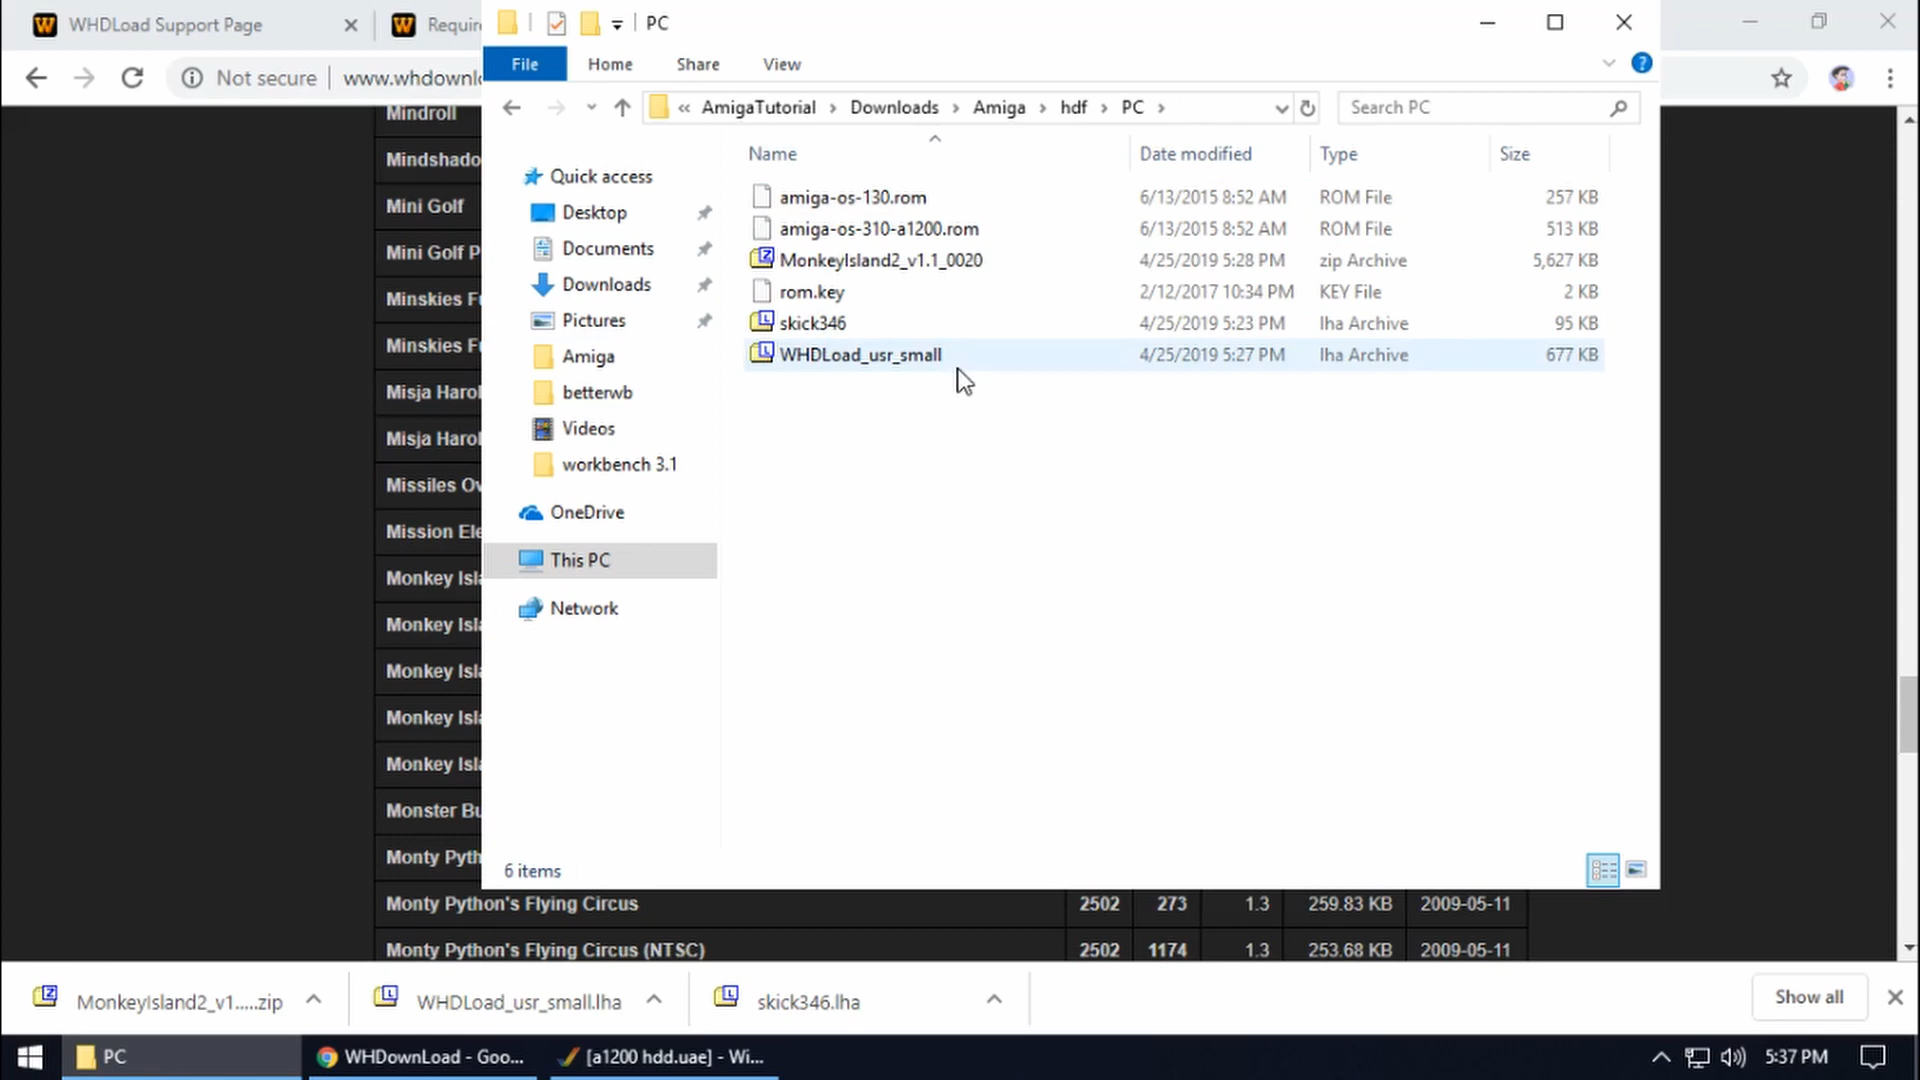 WHDLoad Support Page
Requir
PC
Not secure
www.whdownl
File
Home
Share
View
« AmigaTutorial > Downloads > Amiga > hdf > PC >
Search PC
Name
Date modified
Type
Size
Quick access
Desktop
Documents
Downloads
Pictures
Amiga
betterwb
Videos
workbench 3.1
OneDrive
This PC
Network
amiga-os-130.rom 6/13/2015 8:52 AM ROM File 257 KB
amiga-os-310-a1200.rom 6/13/2015 8:52 AM ROM File 513 KB
MonkeyIsland2_v1.1_0020 4/25/2019 5:28 PM zip Archive 5,627 KB
rom.key 2/12/2017 10:34 PM KEY File 2 KB
skick346 4/25/2019 5:23 PM lha Archive 95 KB
WHDLoad_usr_small 4/25/2019 5:27 PM lha Archive 677 KB
6 items
Mindroll
Mindshado
Mini Golf
Mini Golf P
Minskies Fu
Minskies Fu
Misja Harol
Misja Harol
Missiles Ov
Mission Ele
Monkey Isla
Monkey Isla
Monkey Isla
Monkey Isla
Monkey Isla
Monster Bu
Monty Pyth
Monty Python's Flying Circus 2502 273 1.3 259.83 KB 2009-05-11
Monty Python's Flying Circus (NTSC) 2502 1174 1.3 253.68 KB 2009-05-11
MonkeyIsland2_v1.....zip
WHDLoad_usr_small.lha
skick346.lha
Show all
PC
WHDownLoad - Goo...
[a1200 hdd.uae] - Wi...
5:37 PM